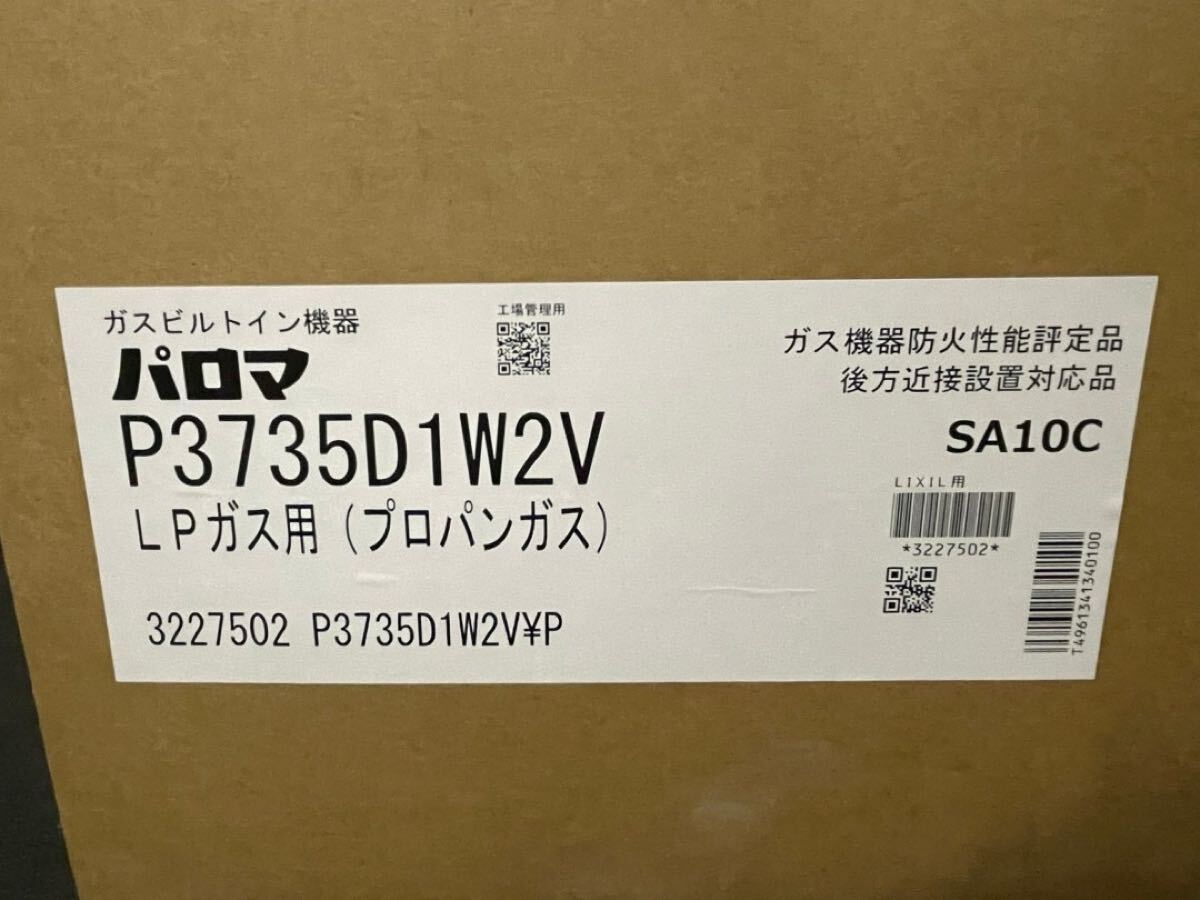 ガスビルトイン機器
パロマ
P3735D1W2V
LPガス用(プロパンガス)
3227502 P3735D1W2V¥P
工場管理用
ガス機器防火性能評定品
後方近接設置対応品
SA10C
LIXIL用
*3227502*
T4961341340100